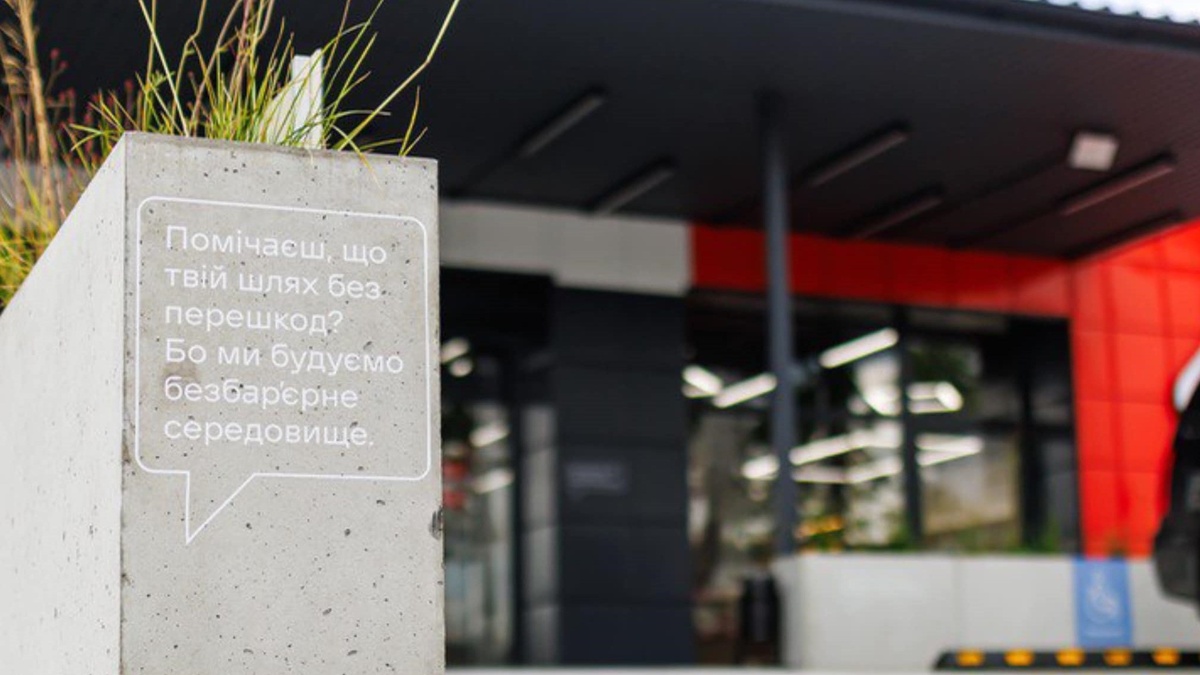 Помічаєш, що
твій шлях без
перешкод?
Бо ми будуємо
безбар'єрне
середовище.